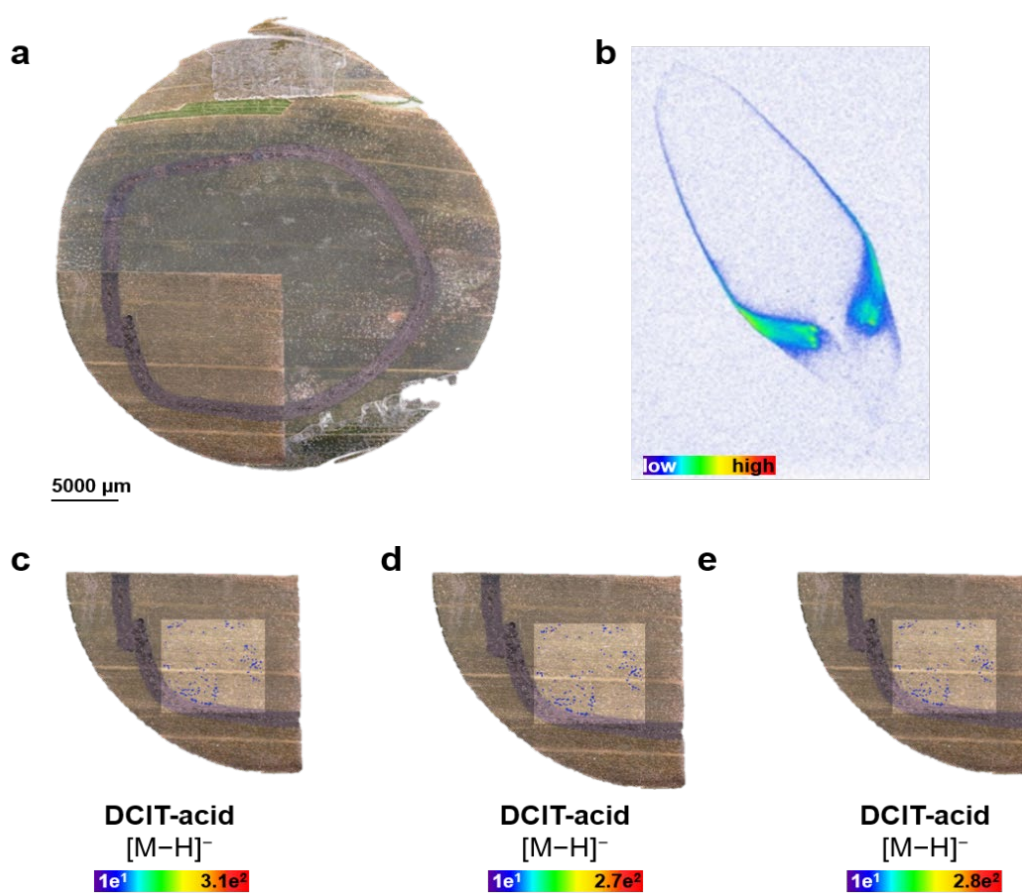 a
b
5000 µm
low high
c
d
e
DCIT-acid
[M−H]⁻
1e¹ 3.1e²
DCIT-acid
[M−H]⁻
1e¹ 2.7e²
DCIT-acid
[M−H]⁻
1e¹ 2.8e²